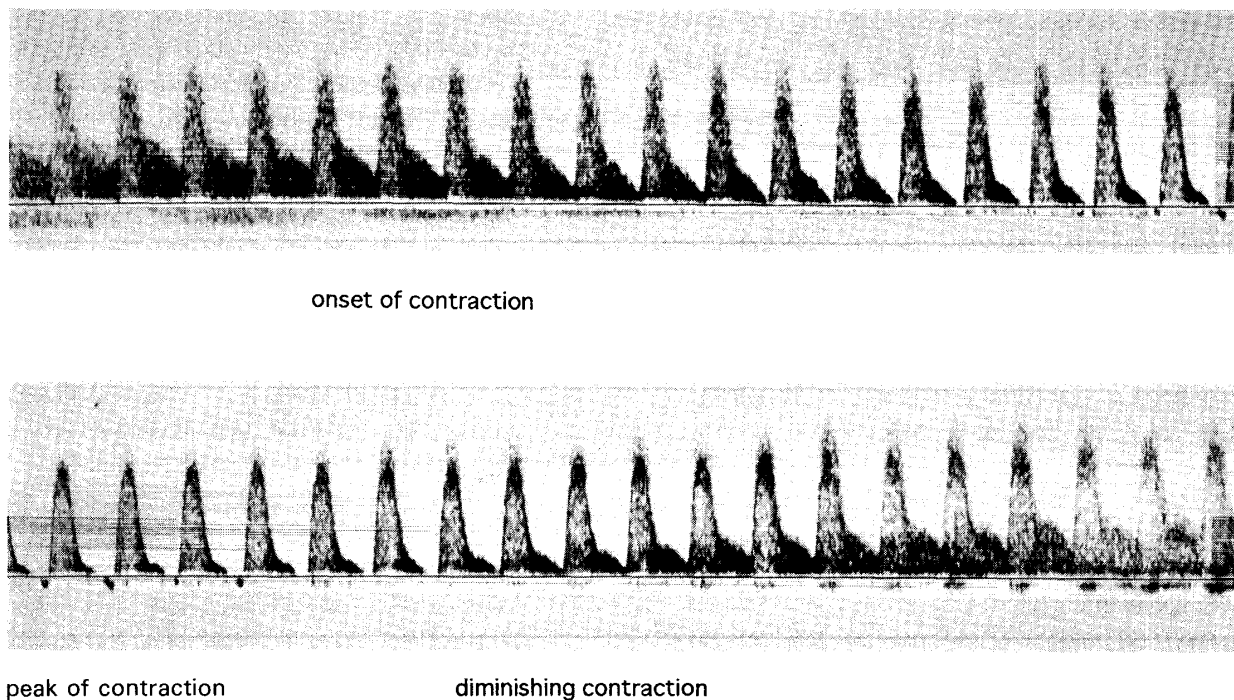 onset of contraction
peak of contraction
diminishing contraction